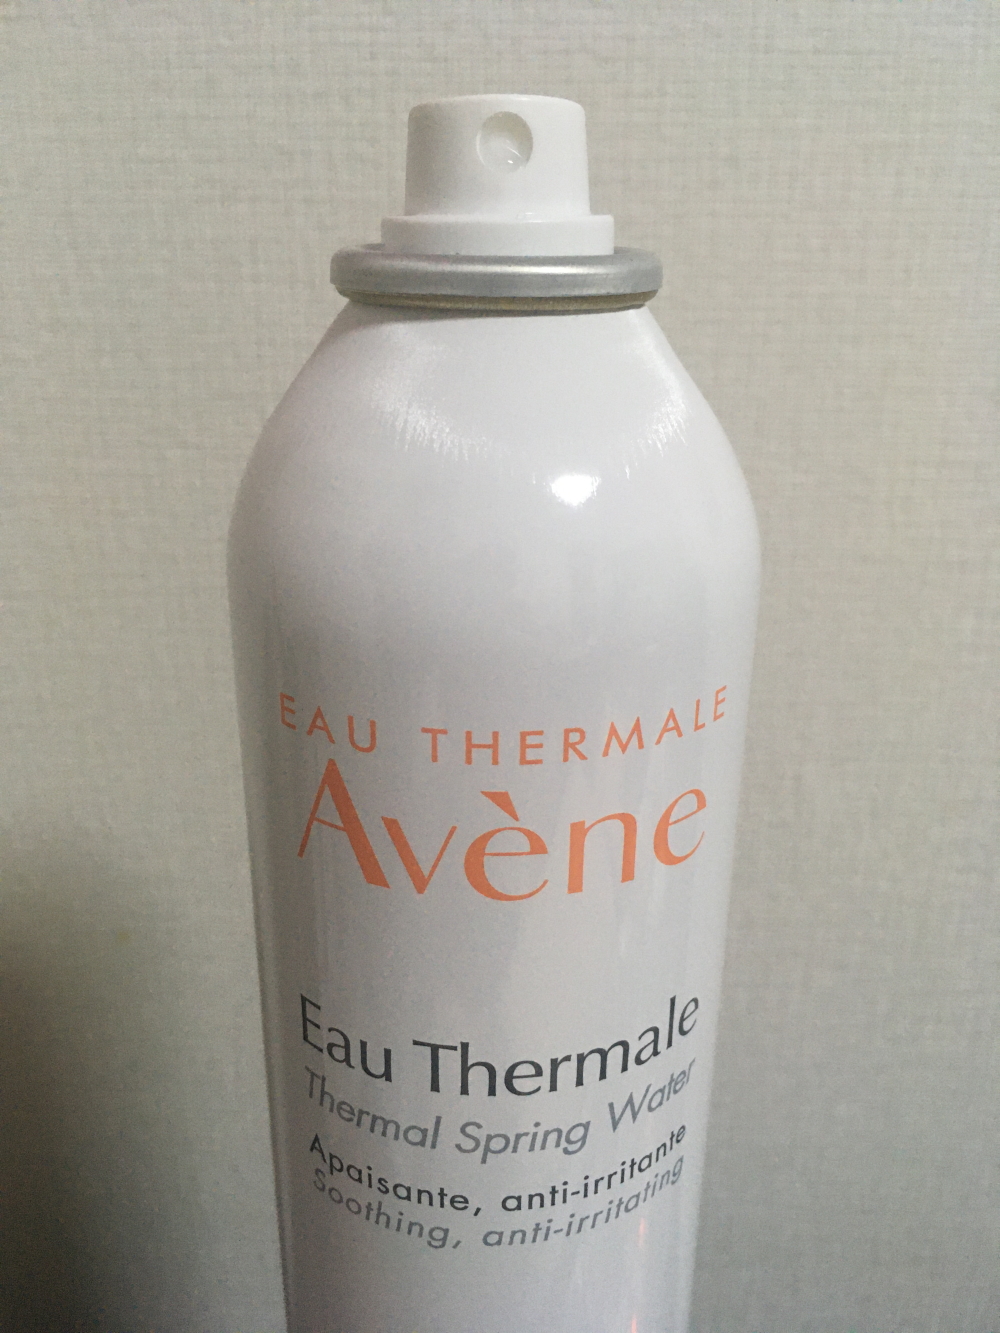 EAU THERMALE
Avène
Eau Thermale
Thermal Spring Water
Apaisante, anti-irritante
Soothing, anti-irritating